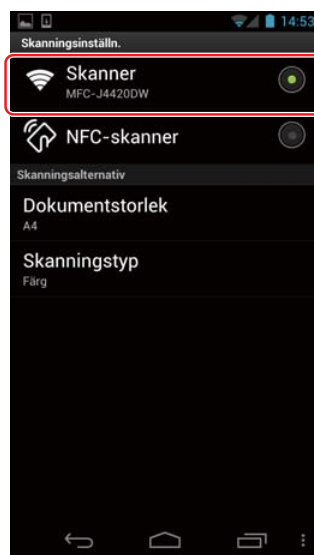 14:53
Skanningsinställn.
Skanner
MFC-J4420DW
NFC-skanner
Skanningsalternativ
Dokumentstorlek
A4
Skanningstyp
Färg